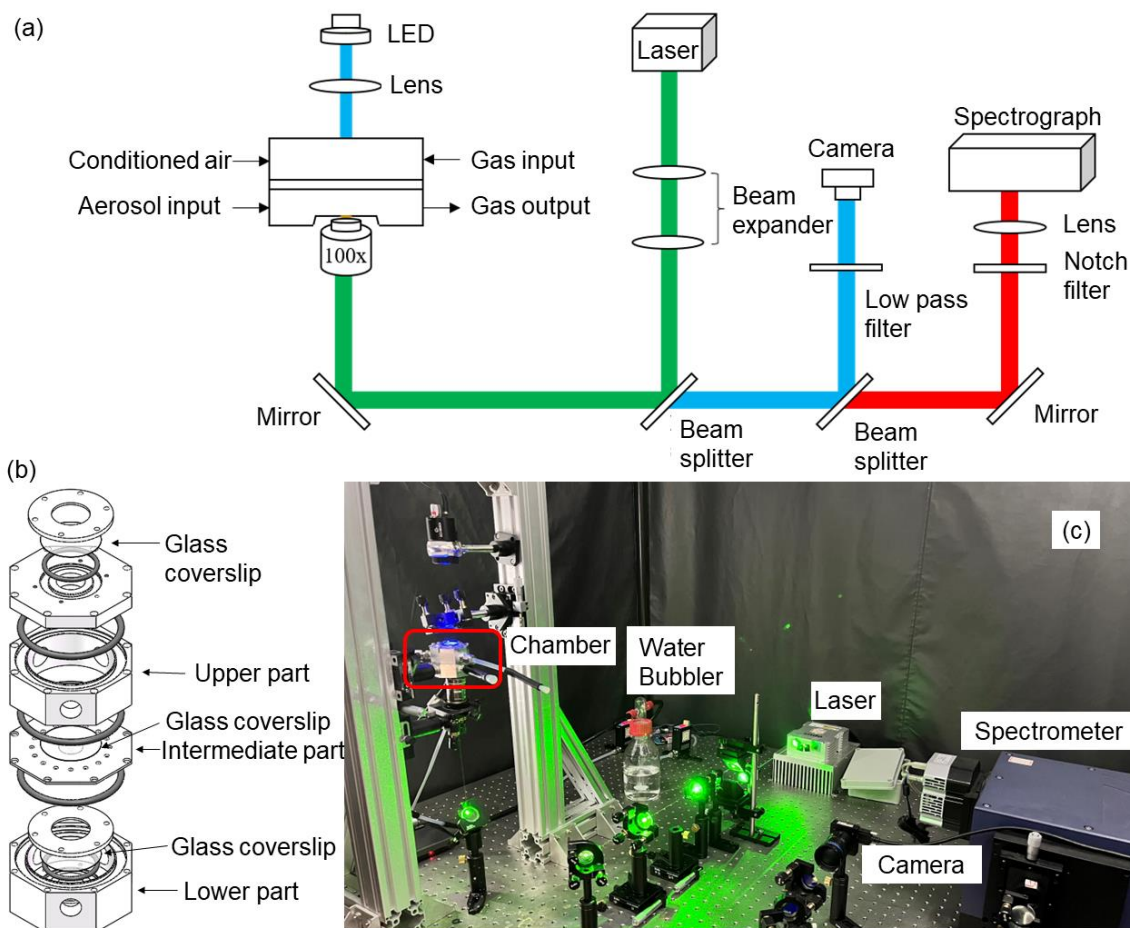 (a)
LED
Lens
Conditioned air
Gas input
Aerosol input
Gas output
100x
Laser
Beam
expander
Camera
Low pass
filter
Spectrograph
Lens
Notch
filter
Mirror
Beam
splitter
Beam
splitter
Mirror
(b)
Glass
coverslip
Upper part
Glass coverslip
Intermediate part
Glass coverslip
Lower part
(c)
Chamber
Water
Bubbler
Laser
Spectrometer
Camera